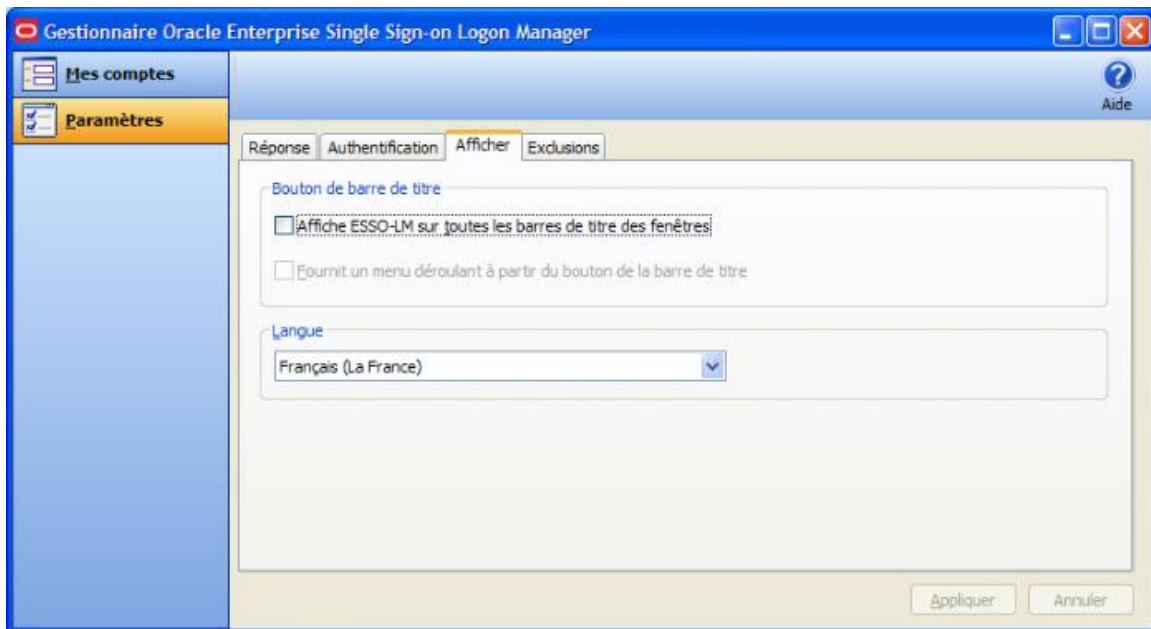 Gestionnaire Oracle Enterprise Single Sign-on Logon Manager
Mes comptes
Paramètres
Aide
Réponse Authentification Afficher Exclusions
Bouton de barre de titre
Affiche ESSO-LM sur toutes les barres de titre des fenêtres
Fournit un menu déroulant à partir du bouton de la barre de titre
Langue
Français (La France)
Appliquer Annuler